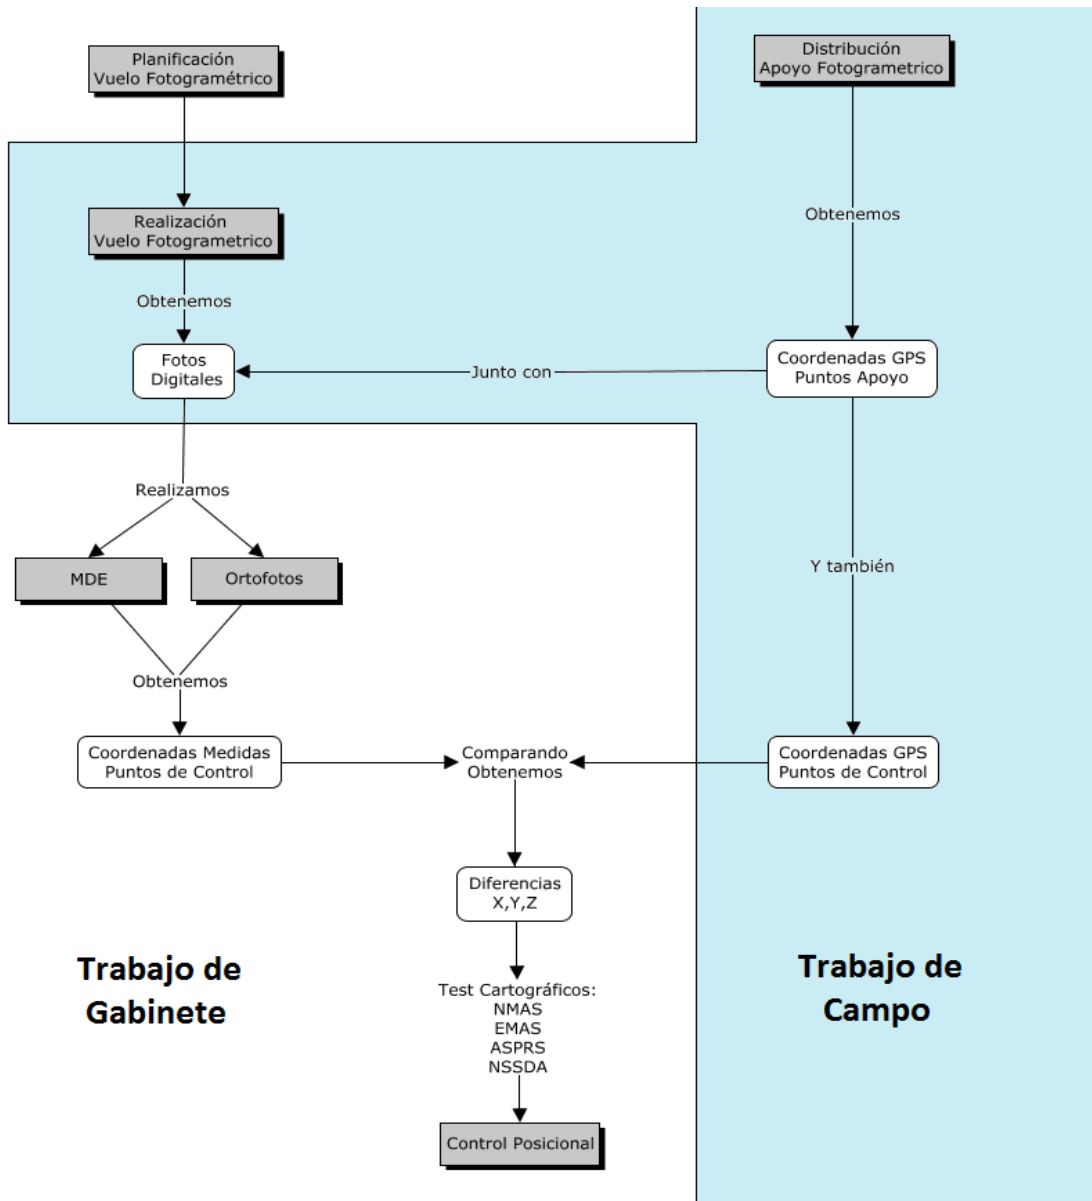 Planificación
Vuelo Fotogramétrico
Distribución
Apoyo Fotogrametrico
Realización
Vuelo Fotogrametrico
Obtenemos
Obtenemos
Fotos
Digitales
Junto con
Coordenadas GPS
Puntos Apoyo
Realizamos
MDE
Ortofotos
Y también
Obtenemos
Coordenadas Medidas
Puntos de Control
Comparando
Obtenemos
Coordenadas GPS
Puntos de Control
Diferencias
X,Y,Z
Trabajo de
Gabinete
Trabajo de
Campo
Test Cartográficos:
NMAS
EMAS
ASPRS
NSSDA
Control Posicional